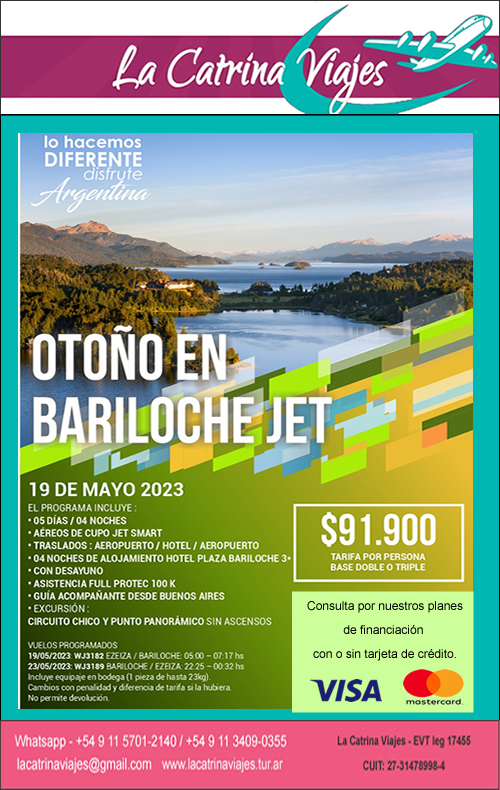 La Catrina Viajes
lo hacemos
DIFERENTE
disfrute
Argentina
OTOÑO EN
BARILOCHE JET
19 DE MAYO 2023
EL PROGRAMA INCLUYE :
• 05 DÍAS / 04 NOCHES
• AÉREOS DE CUPO JET SMART
• TRASLADOS : AEROPUERTO / HOTEL / AEROPUERTO
• 04 NOCHES DE ALOJAMIENTO HOTEL PLAZA BARILOCHE 3*
• CON DESAYUNO
• ASISTENCIA FULL PROTEC 100 K
• GUÍA ACOMPAÑANTE DESDE BUENOS AIRES
• EXCURSIÓN :
CIRCUITO CHICO Y PUNTO PANORÁMICO SIN ASCENSOS
VUELOS PROGRAMADOS
19/05/2023: WJ3182 EZEIZA / BARILOCHE: 05:00 – 07:17 hs
23/05/2023: WJ3189 BARILOCHE / EZEIZA: 22:25 – 00:32 hs
Incluye equipaje en bodega (1 pieza de hasta 23kg).
Cambios con penalidad y diferencia de tarifa si la hubiera.
No permite devolución.
$91.900
TARIFA POR PERSONA
BASE DOBLE O TRIPLE
Consulta por nuestros planes
de financiación
con o sin tarjeta de crédito.
VISA
mastercard.
Whatsapp - +54 9 11 5701-2140 / +54 9 11 3409-0355
lacatrinaviajes@gmail.com www.lacatrinaviajes.tur.ar
La Catrina Viajes - EVT leg 17455
CUIT: 27-31478998-4